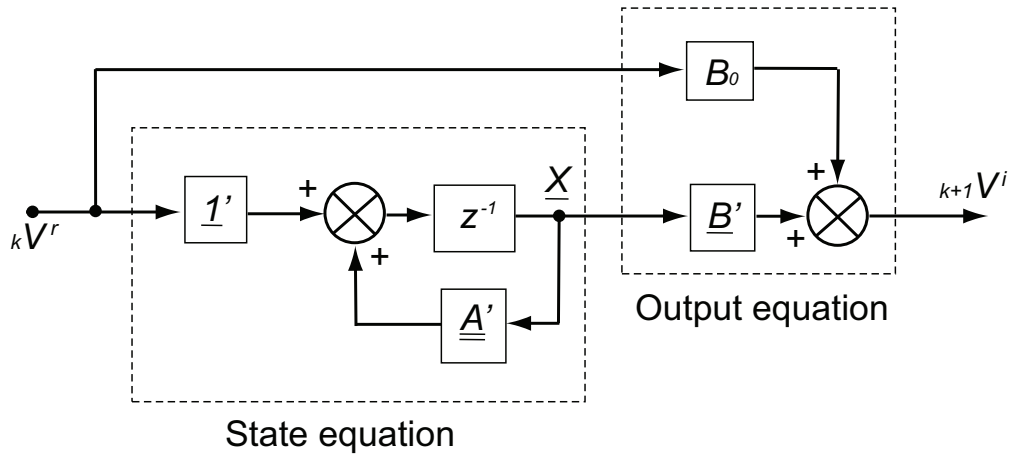 B₀
+
ₖVʳ
1'
+
z⁻¹
X
B'
+
ₖ₊₁Vⁱ
+
A'
Output equation
State equation